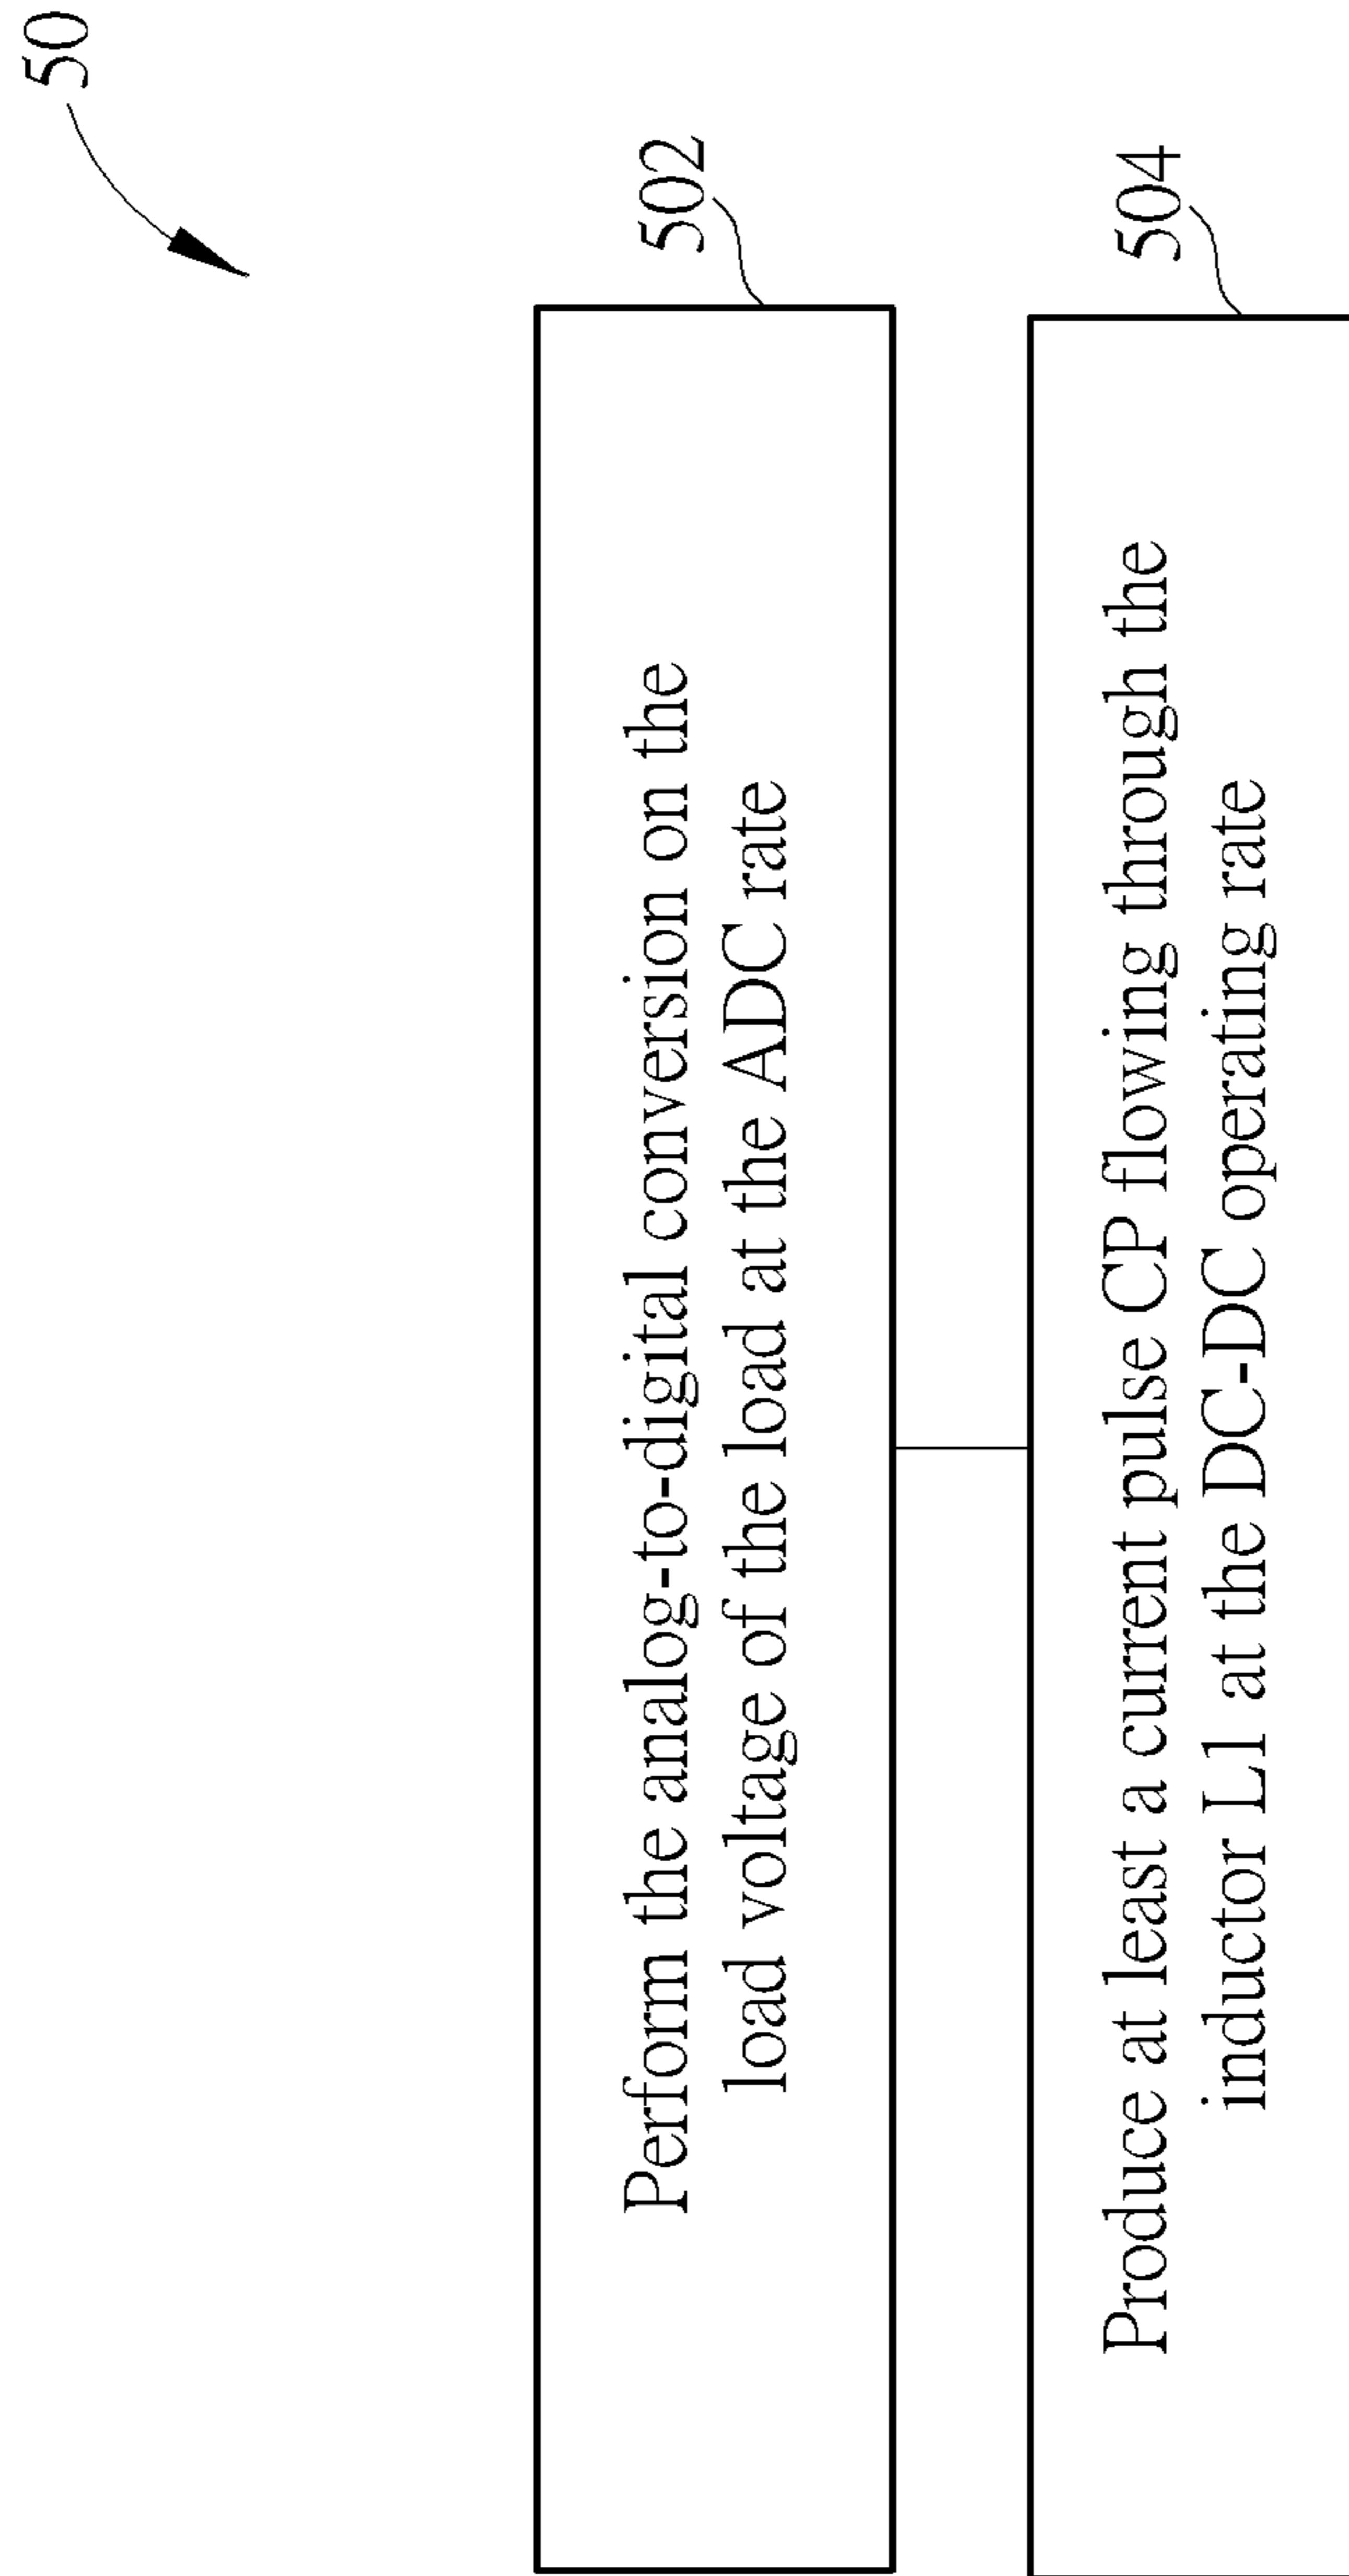 50
502
Perform the analog-to-digital conversion on the
load voltage of the load at the ADC rate
504
Produce at least a current pulse CP flowing through the
inductor L1 at the DC-DC operating rate